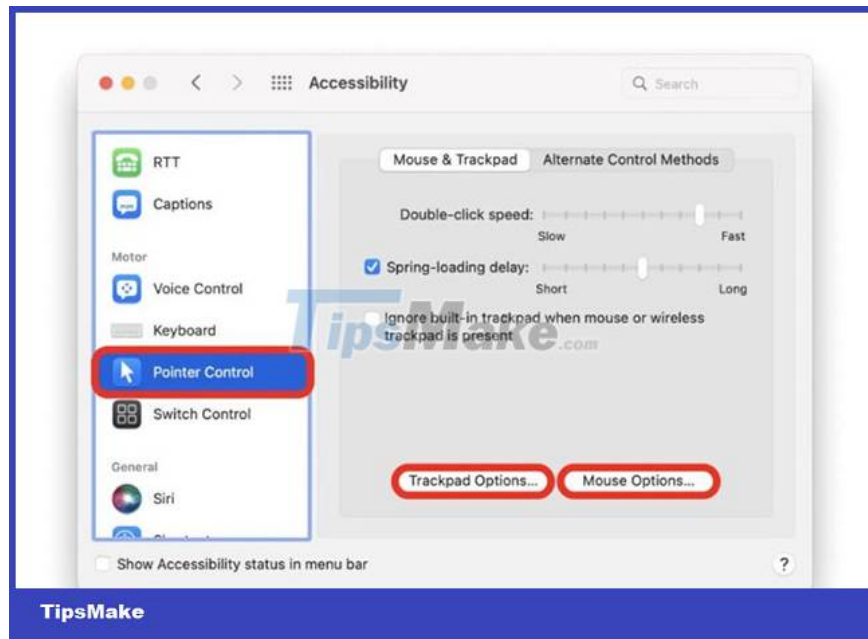 Accessibility
Search
RTT
Captions
Motor
Voice Control
Keyboard
Pointer Control
Switch Control
General
Siri
Mouse & Trackpad
Alternate Control Methods
Double-click speed:
Slow
Fast
Spring-loading delay:
Short
Long
Ignore built-in trackpad when mouse or wireless
trackpad is present
TipsMake.com
Trackpad Options...
Mouse Options...
Show Accessibility status in menu bar
?
TipsMake